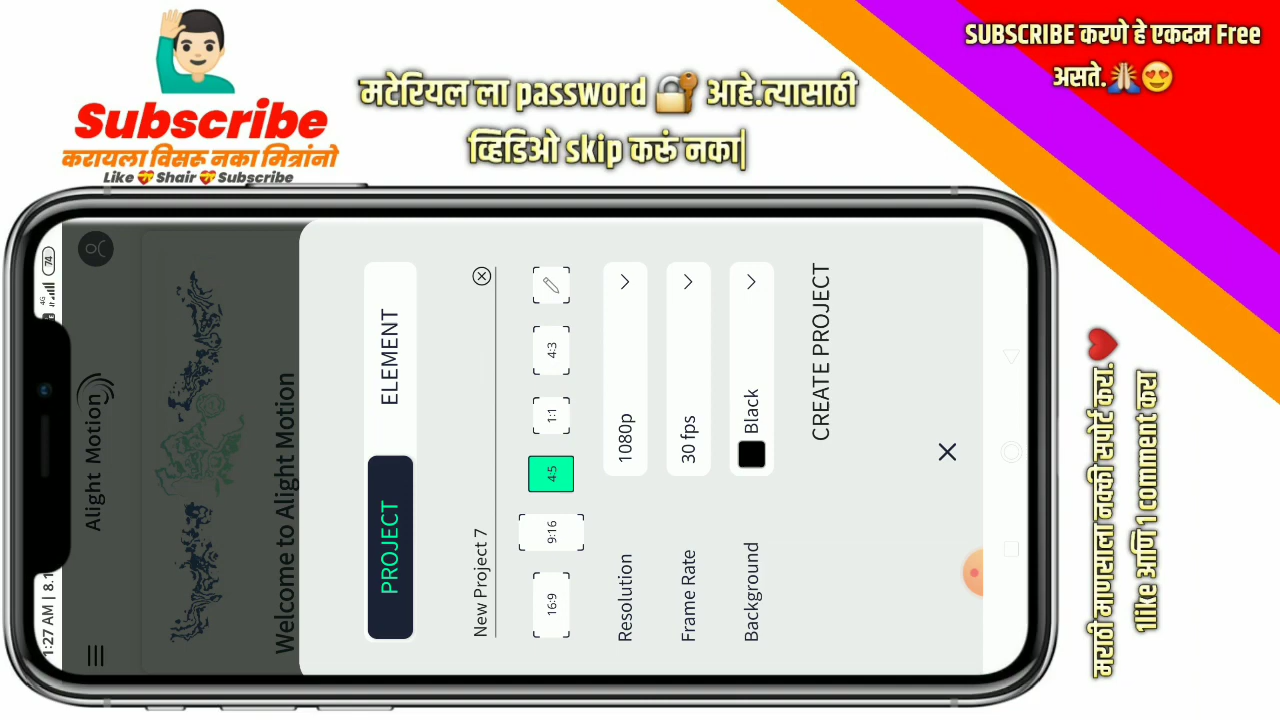 Subscribe
करायला विसरू नका मित्रांनो
Like 💝 Shair 💝 Subscribe
मटेरियल ला password 🔐 आहे.त्यासाठी
व्हिडिओ skip करूं नका|
SUBSCRIBE करणे हे एकदम Free
असते.🙏🏻😍
4G 74
Alight Motion
Welcome to Alight Motion
PROJECT ELEMENT
New Project 7
16:9 9:16 4:5 1:1 4:3
Resolution 1080p
Frame Rate 30 fps
Background Black
CREATE PROJECT
मराठी माणसाला नक्की सपोर्ट करा.❤️
1like आणि 1 comment करा